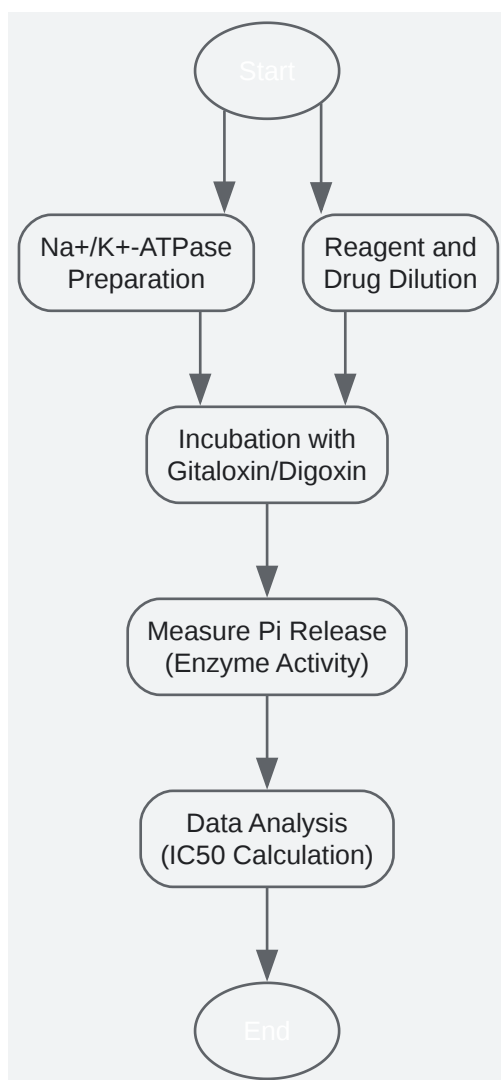 Start
Na+/K+-ATPase
Preparation
Reagent and
Drug Dilution
Incubation with
Gitaloxin/Digoxin
Measure Pi Release
(Enzyme Activity)
Data Analysis
(IC50 Calculation)
End